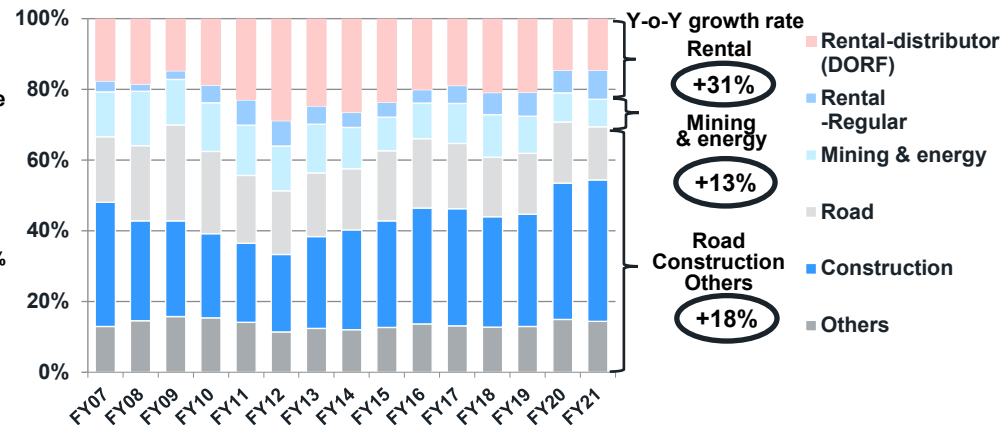 100%
80%
60%
40%
20%
0%
e
%
FY07
FY08
FY09
FY10
FY11
FY12
FY13
FY14
FY15
FY16
FY17
FY18
FY19
FY20
FY21
Y-o-Y growth rate
Rental
+31%
Mining
& energy
+13%
Road
Construction
Others
+18%
Rental-distributor
(DORF)
Rental
-Regular
Mining & energy
Road
Construction
Others